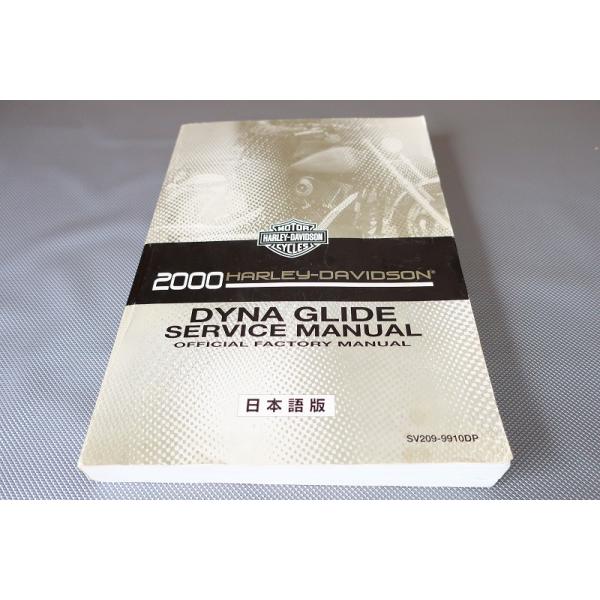 MOTOR
HARLEY-DAVIDSON
CYCLES
2000 HARLEY-DAVIDSON®
DYNA GLIDE
SERVICE MANUAL
OFFICIAL FACTORY MANUAL
日本語版
SV209-9910DP